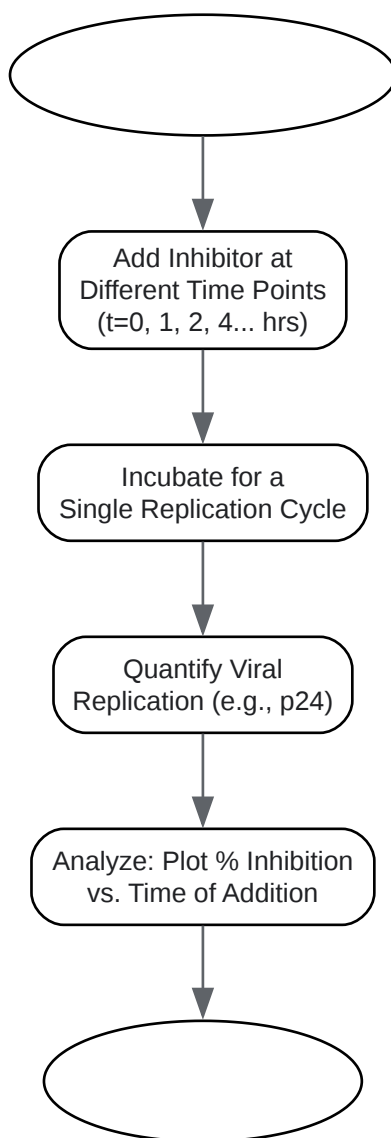 Add Inhibitor at
Different Time Points
(t=0, 1, 2, 4... hrs)
Incubate for a
Single Replication Cycle
Quantify Viral
Replication (e.g., p24)
Analyze: Plot % Inhibition
vs. Time of Addition